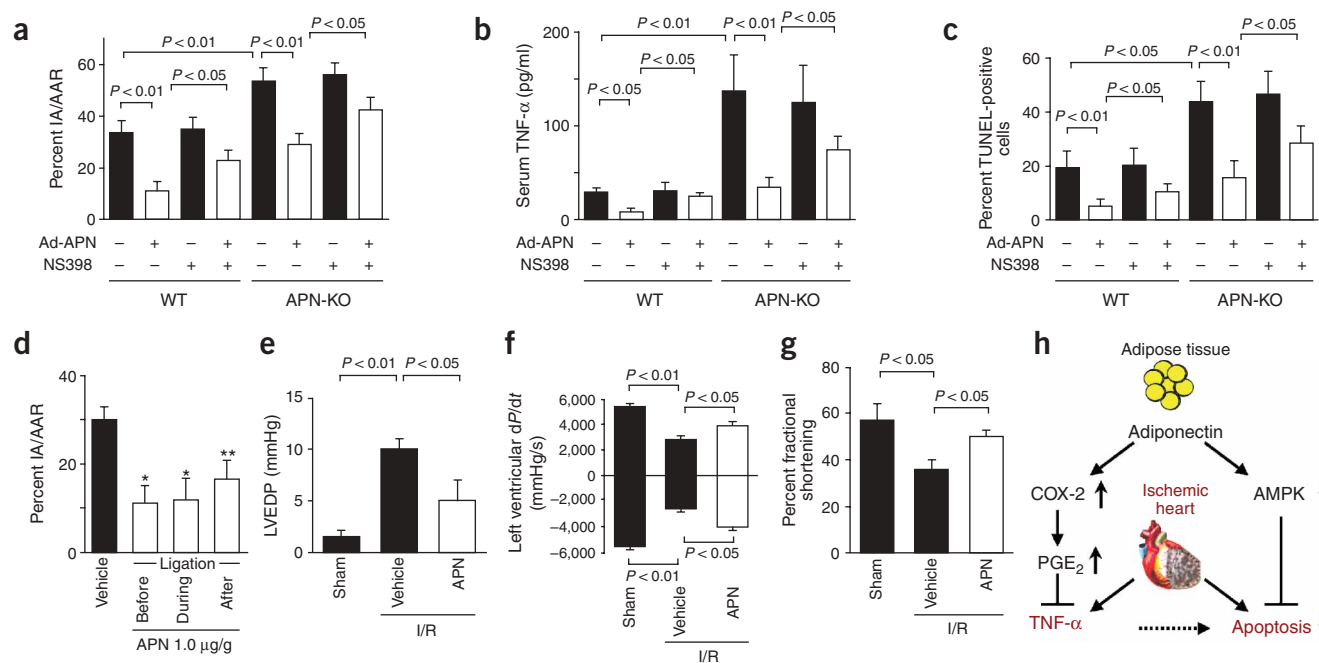 a
P < 0.01
P < 0.01
P < 0.05
P < 0.01
P < 0.05
Percent IA/AAR
60
40
20
0
Ad-APN – + – + – + – +
NS398 – – + + – – + +
WT APN-KO
b
P < 0.01
P < 0.05
P < 0.05
P < 0.01
P < 0.05
Serum TNF-α (pg/ml)
200
150
100
50
0
Ad-APN – + – + – + – +
NS398 – – + + – – + +
WT APN-KO
c
P < 0.05
P < 0.01
P < 0.05
P < 0.01
P < 0.05
Percent TUNEL-positive
cells
80
60
40
20
0
Ad-APN – + – + – + – +
NS398 – – + + – – + +
WT APN-KO
d
Percent IA/AAR
40
30
20
10
0
* * **
Vehicle
Ligation
Before
During
After
APN 1.0 μg/g
e
P < 0.01 P < 0.05
LVEDP (mmHg)
15
10
5
0
Sham
Vehicle
APN
I/R
f
P < 0.01
P < 0.05
Left ventricular dP/dt
(mmHg/s)
6,000
4,000
2,000
0
–2,000
–4,000
–6,000
P < 0.05
P < 0.01
Sham
Vehicle
APN
I/R
g
P < 0.05
P < 0.05
Percent fractional
shortening
80
60
40
20
0
Sham
Vehicle
APN
I/R
h
Adipose tissue
Adiponectin
COX-2
AMPK
Ischemic
heart
PGE2
TNF-α
Apoptosis